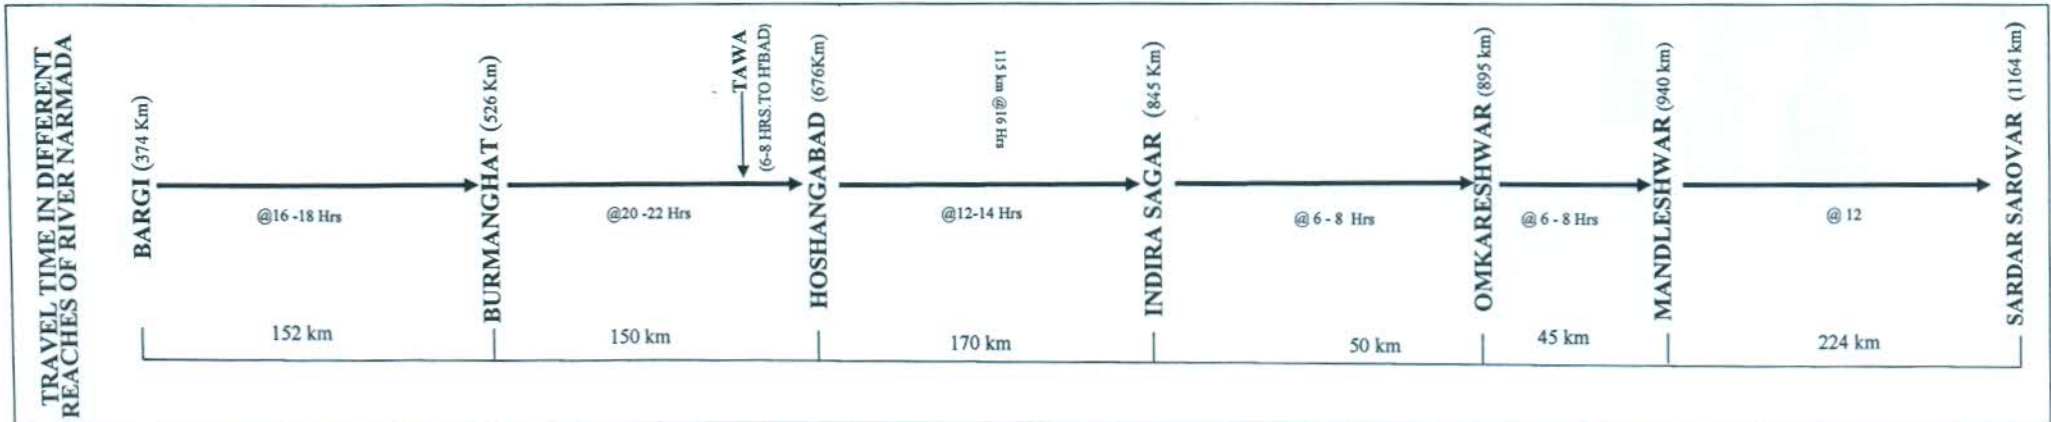 TRAVEL TIME IN DIFFERENT
REACHES OF RIVER NARMADA
BARGI (374 Km)
@16 -18 Hrs
152 km
BURMANGHAT (526 Km)
@20 -22 Hrs
150 km
TAWA
(6-8 HRS.TO H'BAD)
HOSHANGABAD (676Km)
115 km @16 Hrs
@12-14 Hrs
170 km
INDIRA SAGAR (845 Km)
@ 6 - 8 Hrs
50 km
OMKARESHWAR (895 km)
@ 6 - 8 Hrs
45 km
MANDLESHWAR (940 km)
@ 12
224 km
SARDAR SAROVAR (1164 km)